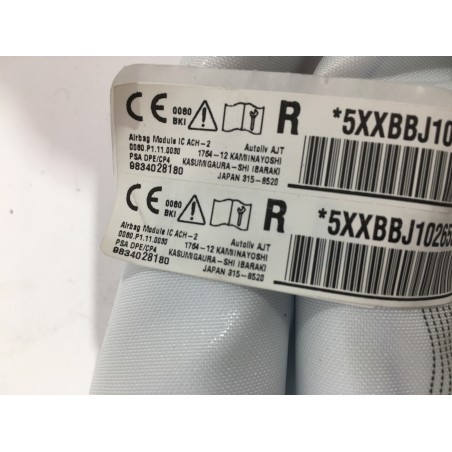 CE 0080 BKI R *5XXBBJ10
Airbag Module IC ACH-2 Autoliv AJT
0080.P1.11.0030 1764-12 KAMINAYOSHI
PSA DPE/CP4 KASUMIGAURA-SHI IBARAKI
9834028180 JAPAN 315-8520
CE 0080 BKI R *5XXBBJ10265
Airbag Module IC ACH-2 Autoliv AJT
0080.P1.11.0030 1764-12 KAMINAYOSHI
PSA DPE/CP4 KASUMIGAURA-SHI IBARAKI
9834028180 JAPAN 315-8520